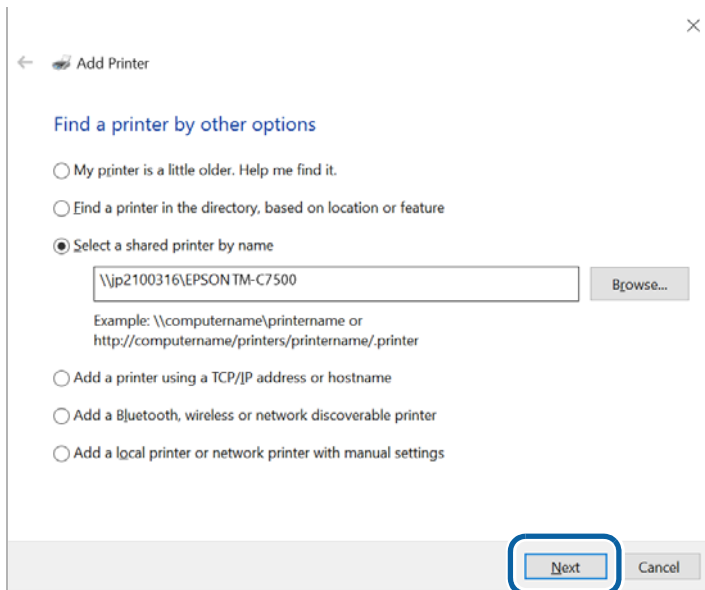 Add Printer
Find a printer by other options
My printer is a little older. Help me find it.
Find a printer in the directory, based on location or feature
Select a shared printer by name
\\jp2100316\EPSON TM-C7500
Browse...
Example: \\computername\printername or
http://computername/printers/printername/.printer
Add a printer using a TCP/IP address or hostname
Add a Bluetooth, wireless or network discoverable printer
Add a local printer or network printer with manual settings
Next Cancel